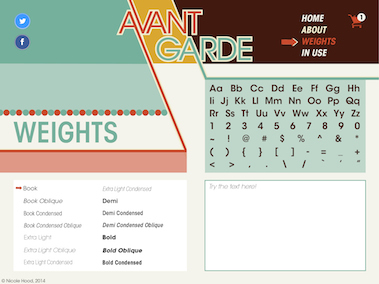 AVANT
GARDE
HOME
ABOUT
WEIGHTS
IN USE
1
WEIGHTS
Aa Bb Cc Dd Ee Ff Gg Hh
Ii Jj Kk Ll Mm Nn Oo Pp Qq
Rr Ss Tt Uu Vv Ww Xx Yy Zz
1 2 3 4 5 6 7 8 9 0
~ ! @ # $ % ^ & *
( ) { } [ ] - = _ +
< > , . \ / ` ' "
Book
Book Oblique
Book Condensed
Book Condensed Oblique
Extra Light
Extra Light Oblique
Extra Light Condensed
Extra Light Condensed
Demi
Demi Condensed
Demi Condensed Oblique
Bold
Bold Oblique
Bold Condensed
Try the text here!
© Nicole Hood, 2014